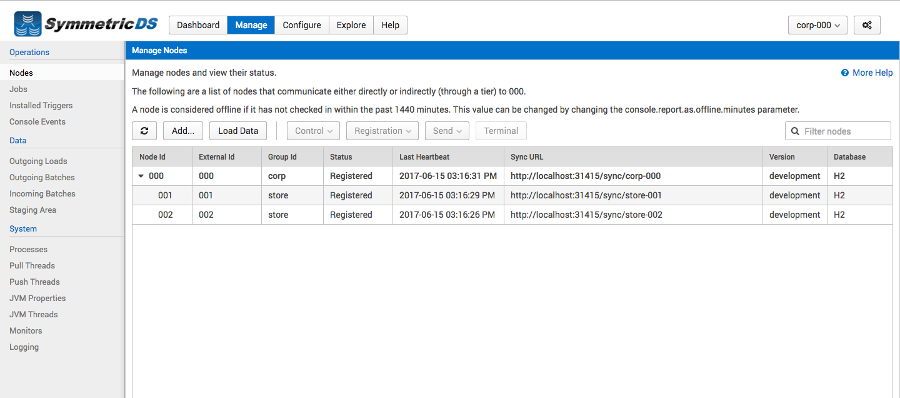 SymmetricDS Dashboard Manage Configure Explore Help corp-000
Operations
Nodes
Jobs
Installed Triggers
Console Events
Data
Outgoing Loads
Outgoing Batches
Incoming Batches
Staging Area
System
Processes
Pull Threads
Push Threads
JVM Properties
JVM Threads
Monitors
Logging
Manage Nodes
Manage nodes and view their status. More Help
The following are a list of nodes that communicate either directly or indirectly (through a tier) to 000.
A node is considered offline if it has not checked in within the past 1440 minutes. This value can be changed by changing the console.report.as.offline.minutes parameter.
Add... Load Data Control Registration Send Terminal Filter nodes
Node Id External Id Group Id Status Last Heartbeat Sync URL Version Database
000 000 corp Registered 2017-06-15 03:16:31 PM http://localhost:31415/sync/corp-000 development H2
001 001 store Registered 2017-06-15 03:16:29 PM http://localhost:31415/sync/store-001 development H2
002 002 store Registered 2017-06-15 03:16:26 PM http://localhost:31415/sync/store-002 development H2